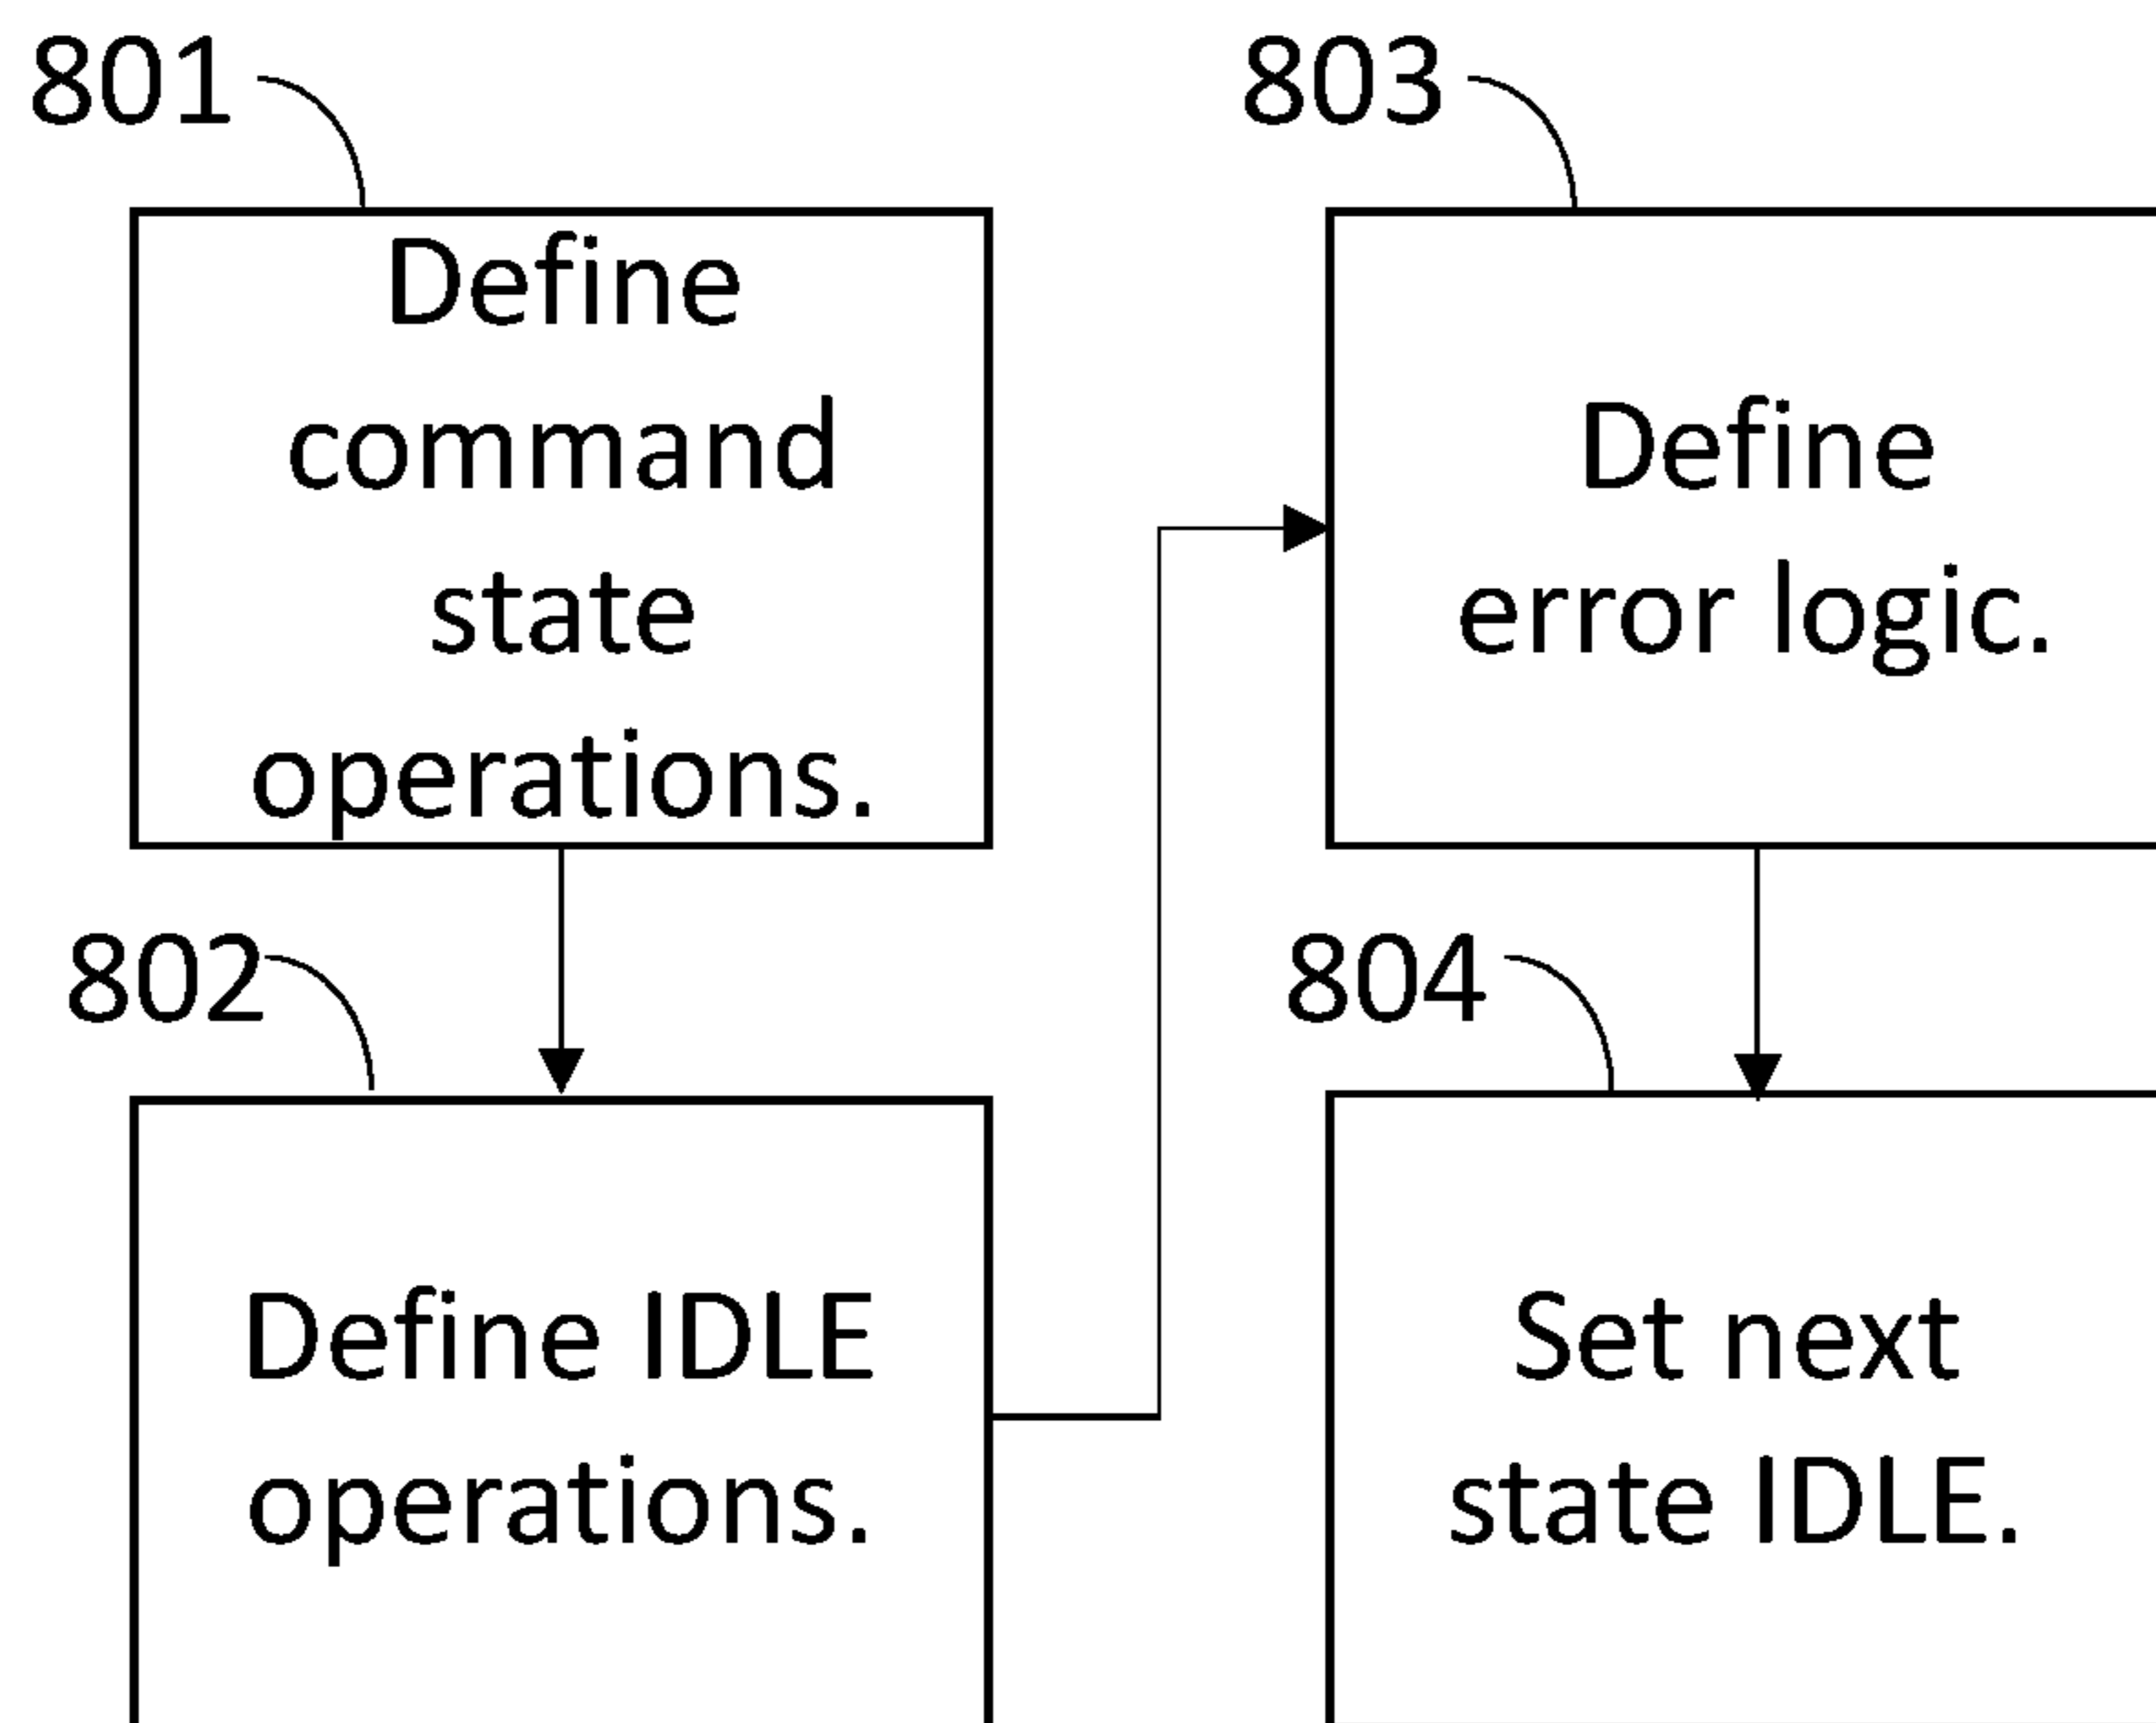 801
Define
command
state
operations.
802
Define IDLE
operations.
803
Define
error logic.
804
Set next
state IDLE.